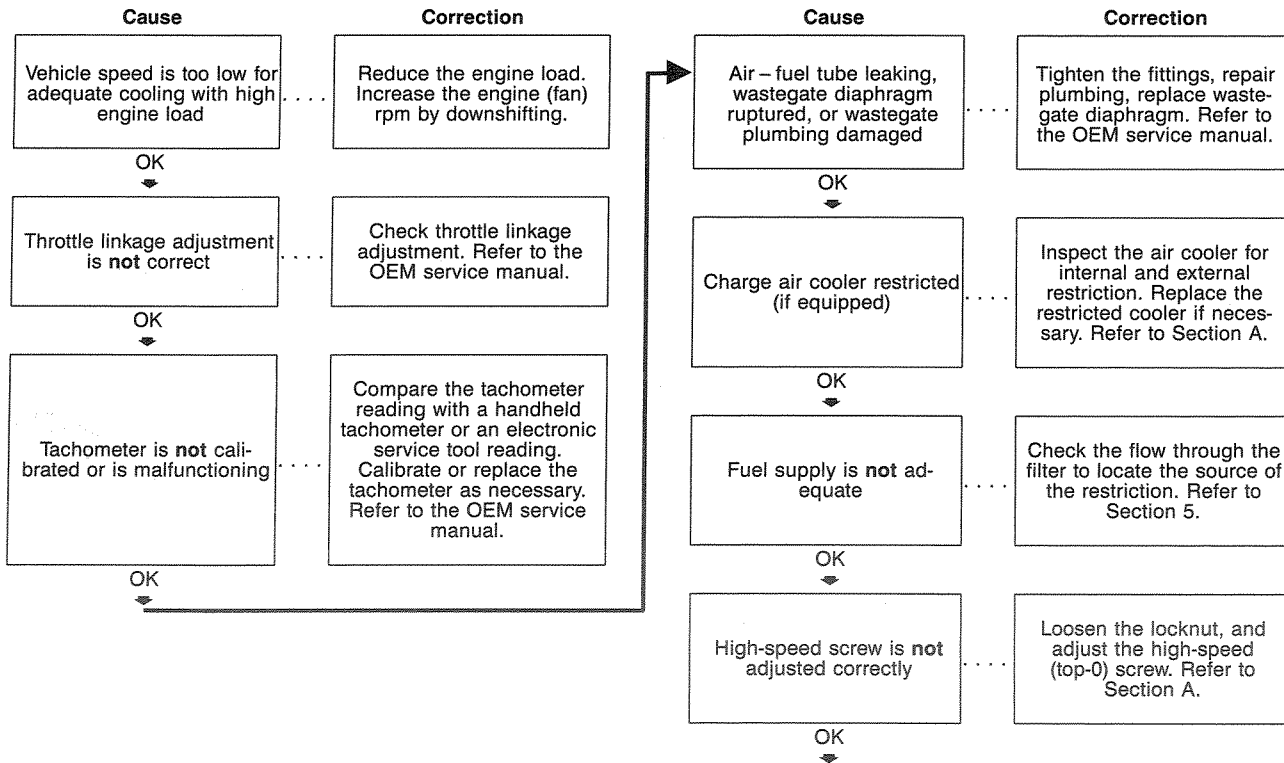 Cause
Correction
Vehicle speed is too low for
adequate cooling with high
engine load
. . . .
Reduce the engine load.
Increase the engine (fan)
rpm by downshifting.
OK
Throttle linkage adjustment
is not correct
. . . .
Check throttle linkage
adjustment. Refer to the
OEM service manual.
OK
Tachometer is not cali-
brated or is malfunctioning
. . . .
Compare the tachometer
reading with a handheld
tachometer or an electronic
service tool reading.
Calibrate or replace the
tachometer as necessary.
Refer to the OEM service
manual.
OK
Cause
Correction
Air – fuel tube leaking,
wastegate diaphragm
ruptured, or wastegate
plumbing damaged
. . . .
Tighten the fittings, repair
plumbing, replace waste-
gate diaphragm. Refer to
the OEM service manual.
OK
Charge air cooler restricted
(if equipped)
. . . .
Inspect the air cooler for
internal and external
restriction. Replace the
restricted cooler if neces-
sary. Refer to Section A.
OK
Fuel supply is not ad-
equate
. . . .
Check the flow through the
filter to locate the source of
the restriction. Refer to
Section 5.
OK
High-speed screw is not
adjusted correctly
. . . .
Loosen the locknut, and
adjust the high-speed
(top-0) screw. Refer to
Section A.
OK